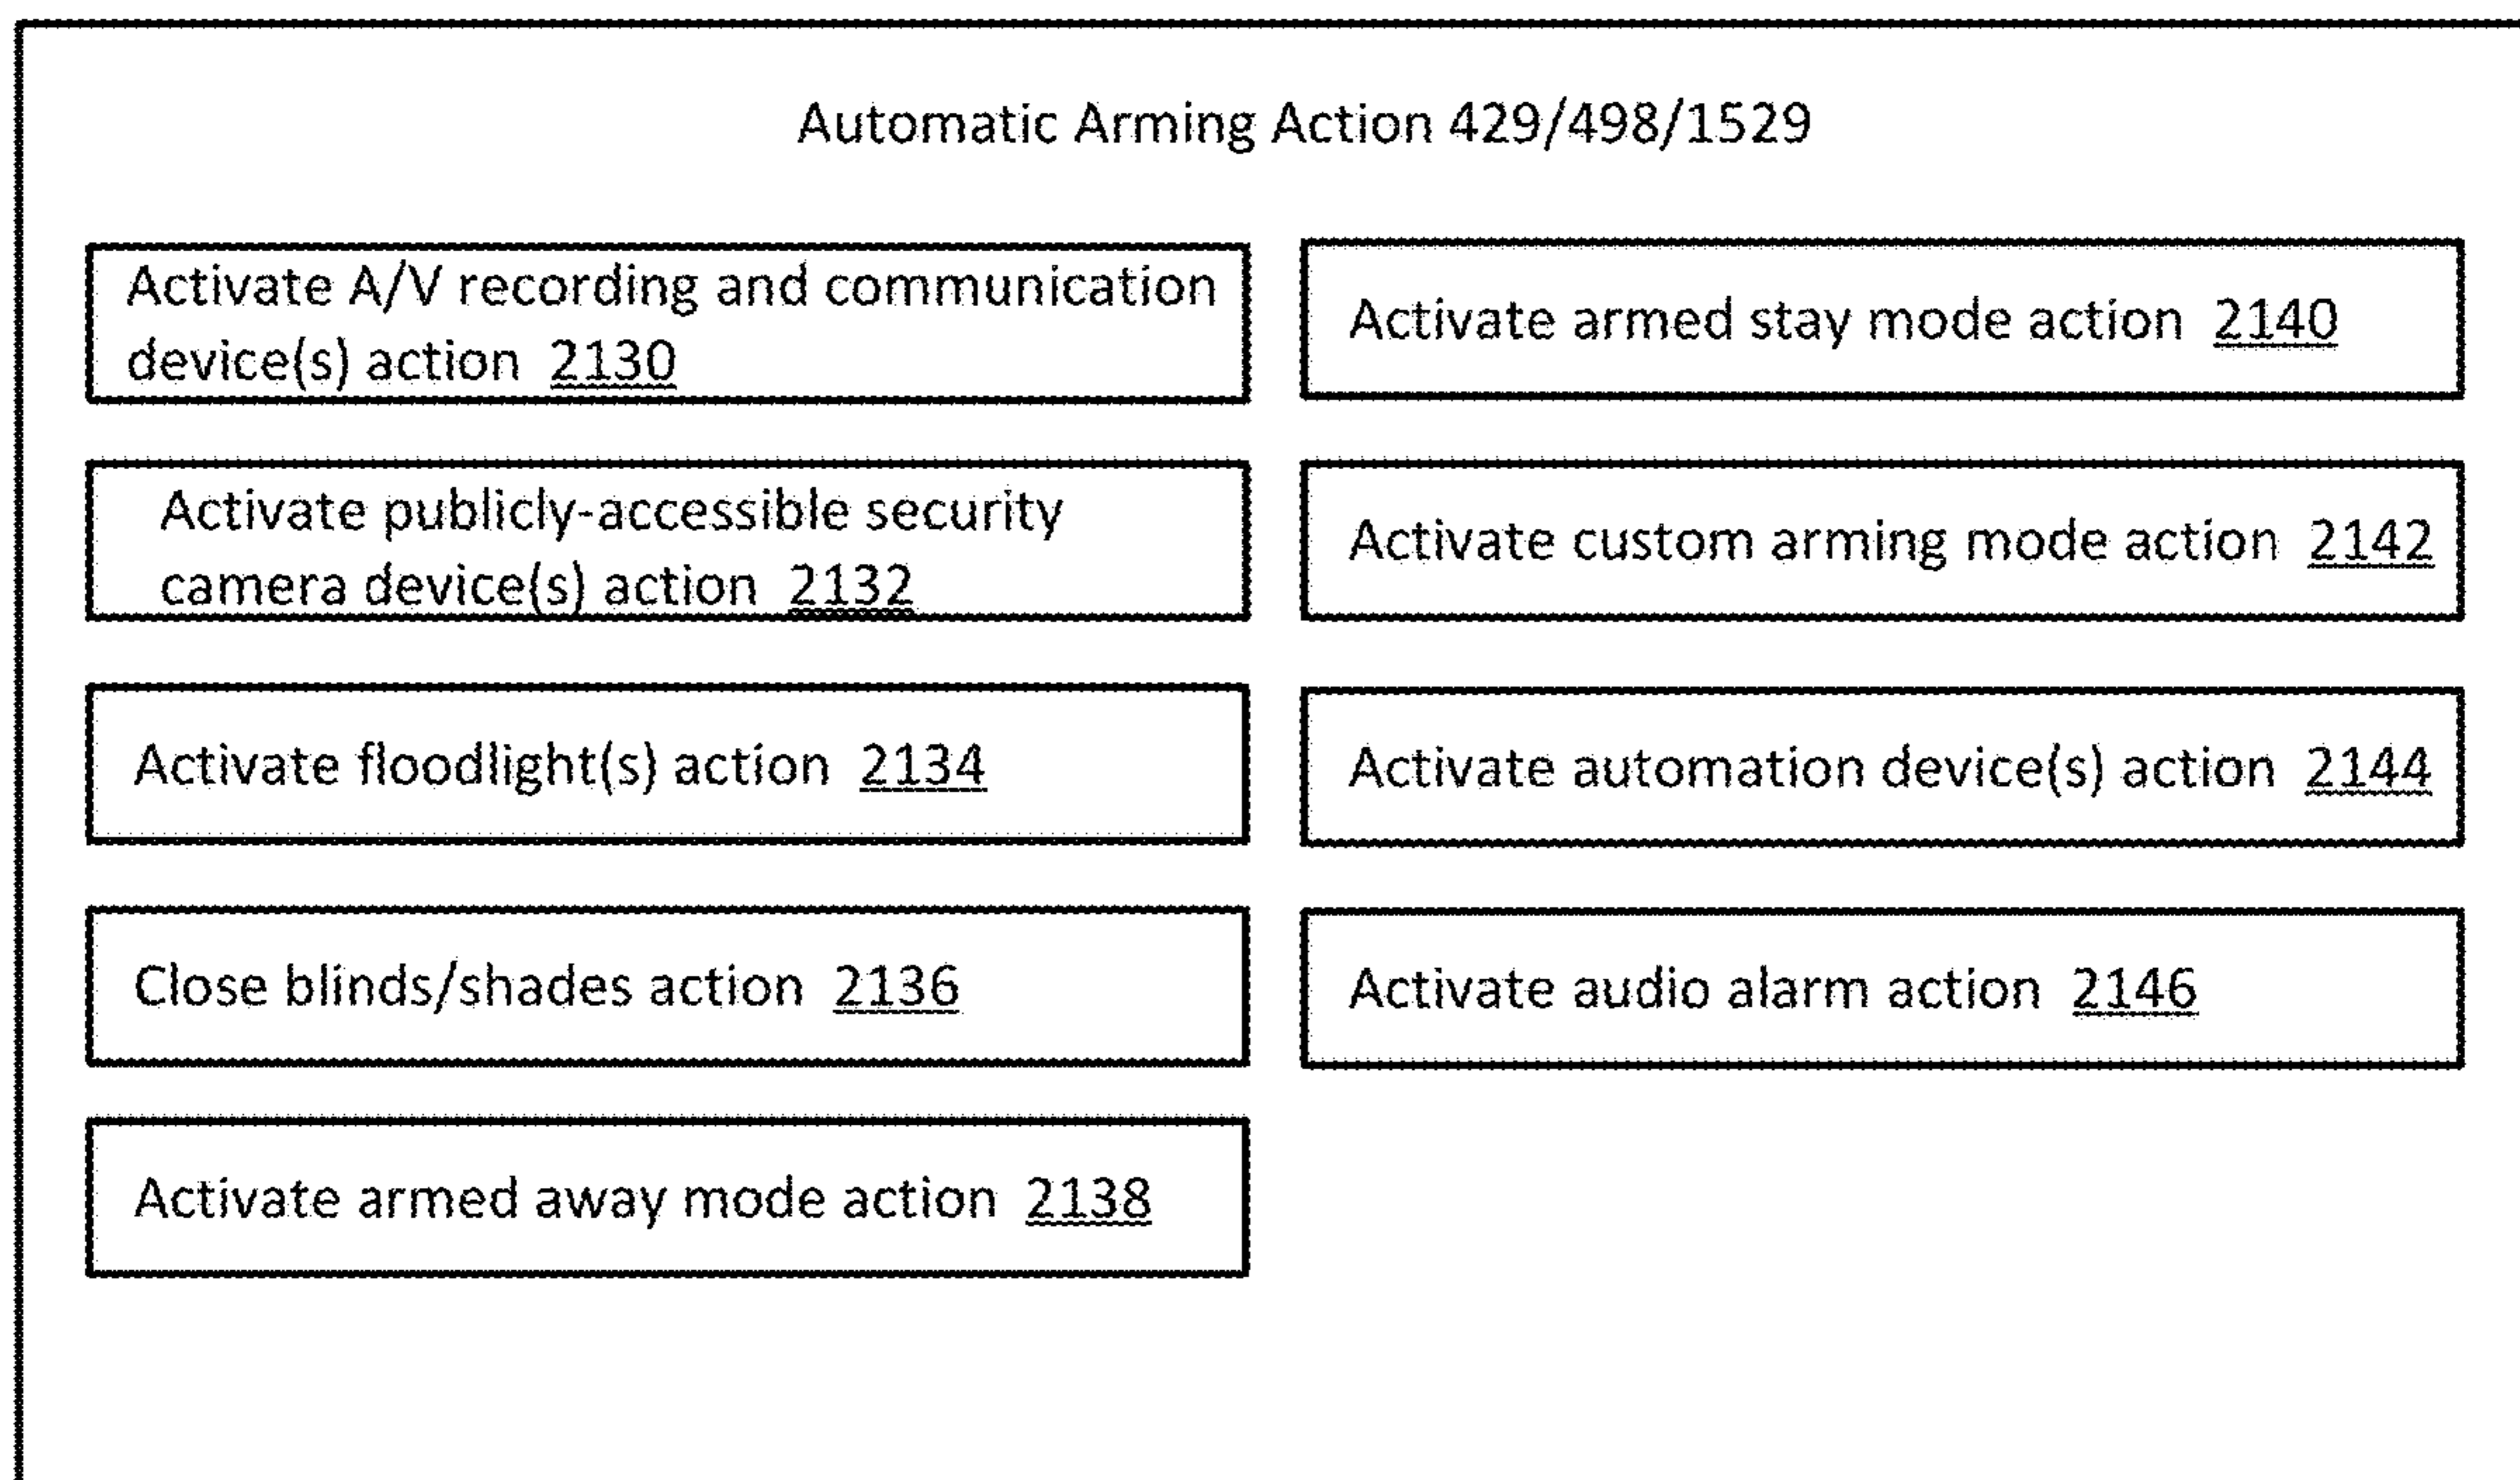 Automatic Arming Action 429/498/1529
Activate A/V recording and communication
device(s) action 2130
Activate publicly-accessible security
camera device(s) action 2132
Activate floodlight(s) action 2134
Close blinds/shades action 2136
Activate armed away mode action 2138
Activate armed stay mode action 2140
Activate custom arming mode action 2142
Activate automation device(s) action 2144
Activate audio alarm action 2146